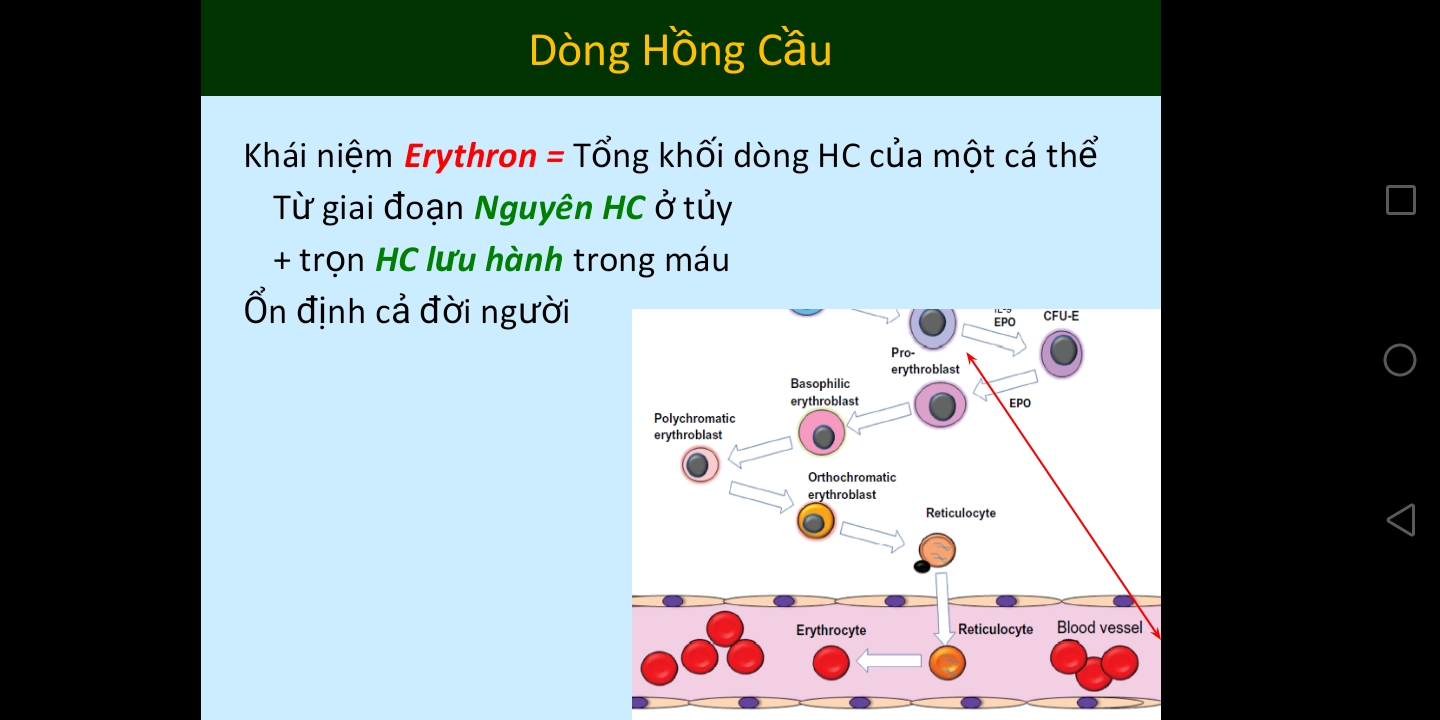 Dòng Hồng Cầu
Khái niệm Erythron = Tổng khối dòng HC của một cá thể
Từ giai đoạn Nguyên HC ở tủy
+ trọn HC lưu hành trong máu
Ổn định cả đời người
EPO
CFU-E
Pro-
erythroblast
EPO
Basophilic
erythroblast
Polychromatic
erythroblast
Orthochromatic
erythroblast
Reticulocyte
Erythrocyte
Reticulocyte
Blood vessel